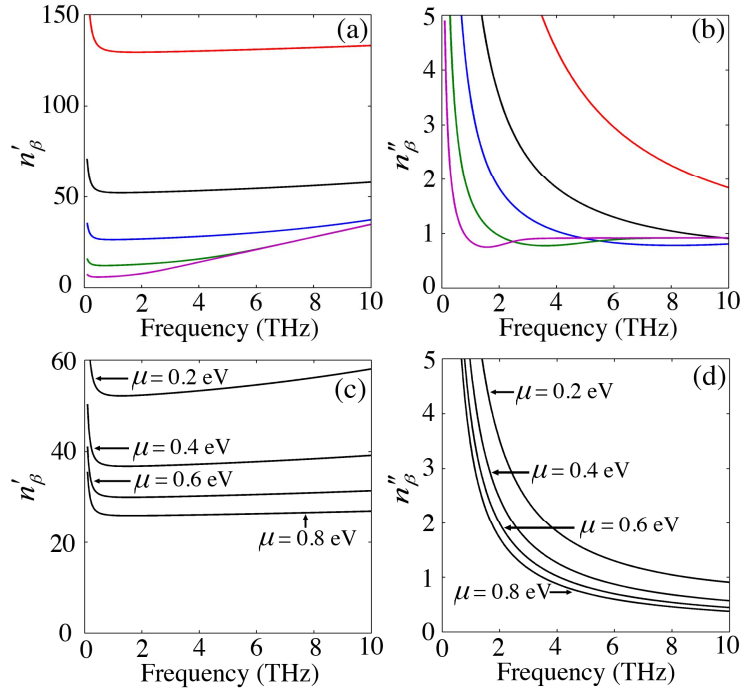 (a)
150
100
50
0
n′β
0 2 4 6 8 10
Frequency (THz)
(b)
5
4
3
2
1
0
n″β
0 2 4 6 8 10
Frequency (THz)
(c)
60
40
20
0
n′β
μ = 0.2 eV
μ = 0.4 eV
μ = 0.6 eV
μ = 0.8 eV
0 2 4 6 8 10
Frequency (THz)
(d)
5
4
3
2
1
0
n″β
μ = 0.2 eV
μ = 0.4 eV
μ = 0.6 eV
μ = 0.8 eV
0 2 4 6 8 10
Frequency (THz)